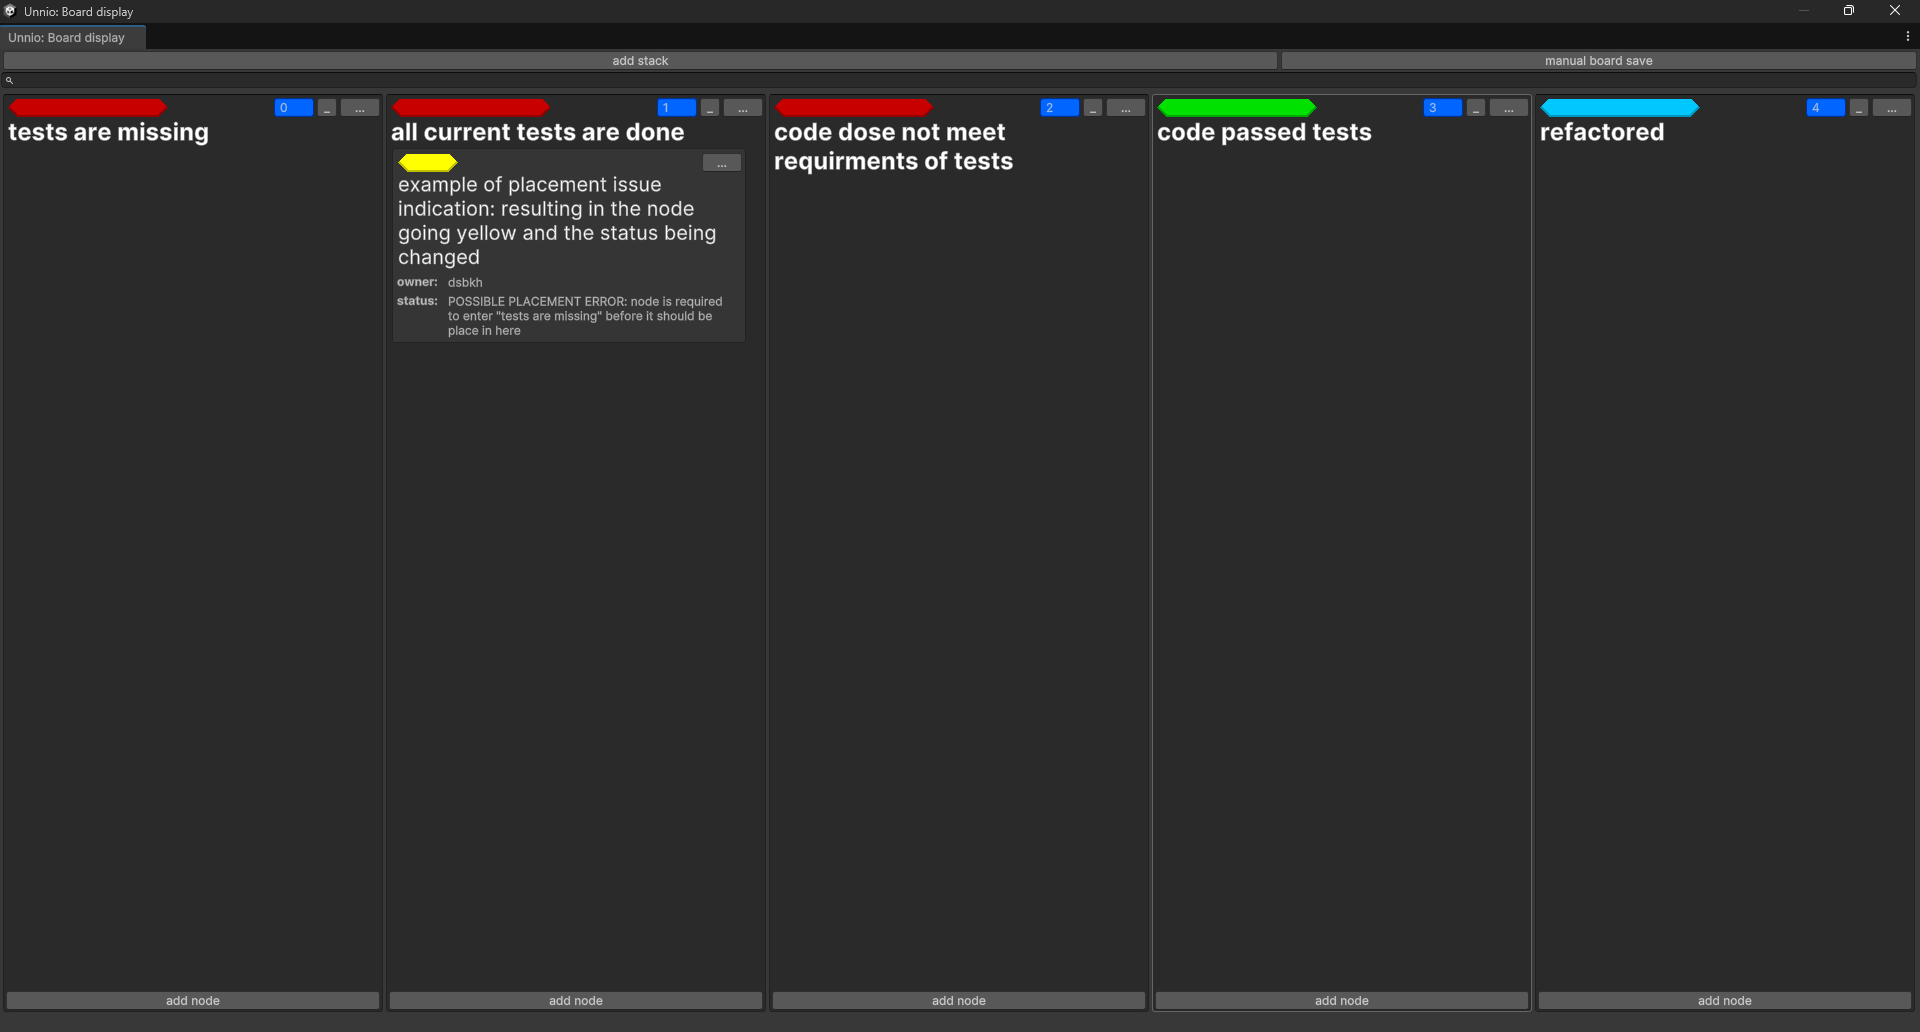 Unnio: Board display
Unnio: Board display
add stack
manual board save
0
_
...
tests are missing
add node
1
_
...
all current tests are done
...
example of placement issue
indication: resulting in the node
going yellow and the status being
changed
owner: dsbkh
status: POSSIBLE PLACEMENT ERROR: node is required
to enter "tests are missing" before it should be
place in here
add node
2
_
...
code dose not meet
requirments of tests
add node
3
_
...
code passed tests
add node
4
_
...
refactored
add node